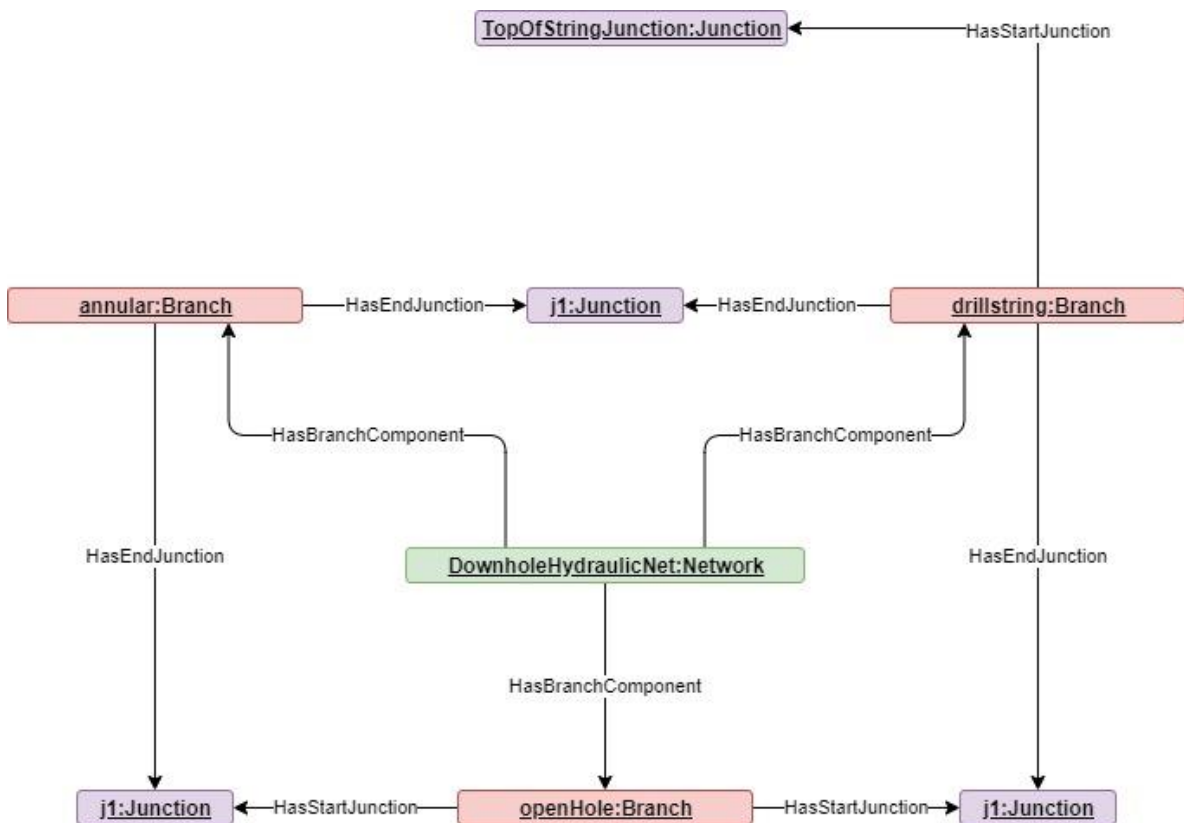 TopOfStringJunction:Junction
HasStartJunction
annular:Branch
HasEndJunction
j1:Junction
HasEndJunction
drillstring:Branch
HasBranchComponent
HasBranchComponent
HasEndJunction
DownholeHydraulicNet:Network
HasEndJunction
HasBranchComponent
j1:Junction
HasStartJunction
openHole:Branch
HasStartJunction
j1:Junction